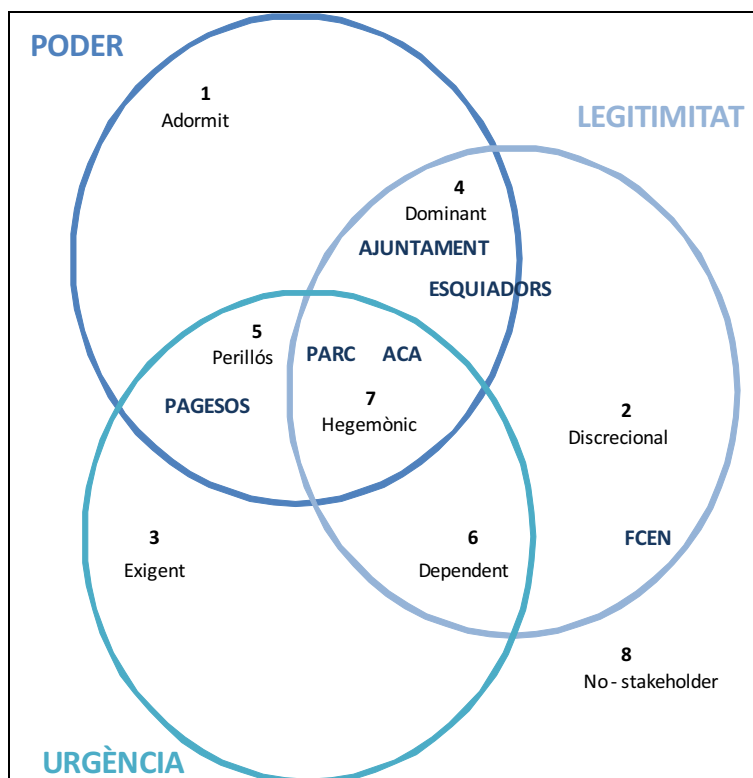 PODER
1
Adormit
LEGITIMITAT
4
Dominant
AJUNTAMENT
ESQUIADORS
5
Perillós
PARC ACA
PAGESOS
7
Hegemònic
2
Discrecional
3
Exigent
6
Dependent
FCEN
8
No - stakeholder
URGÈNCIA